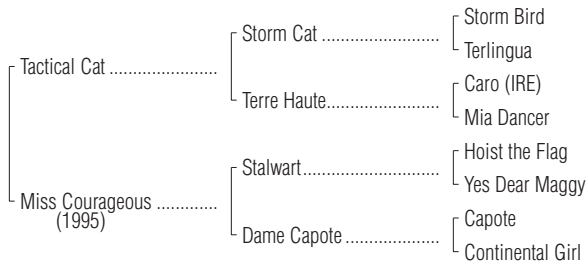 Storm Bird
Storm Cat ..............................
Terlingua
Tactical Cat ...........................
Caro (IRE)
Terre Haute.............................
Mia Dancer
Hoist the Flag
Stalwart...................................
Yes Dear Maggy
Miss Courageous ...............
(1995)
Capote
Dame Capote ........................
Continental Girl